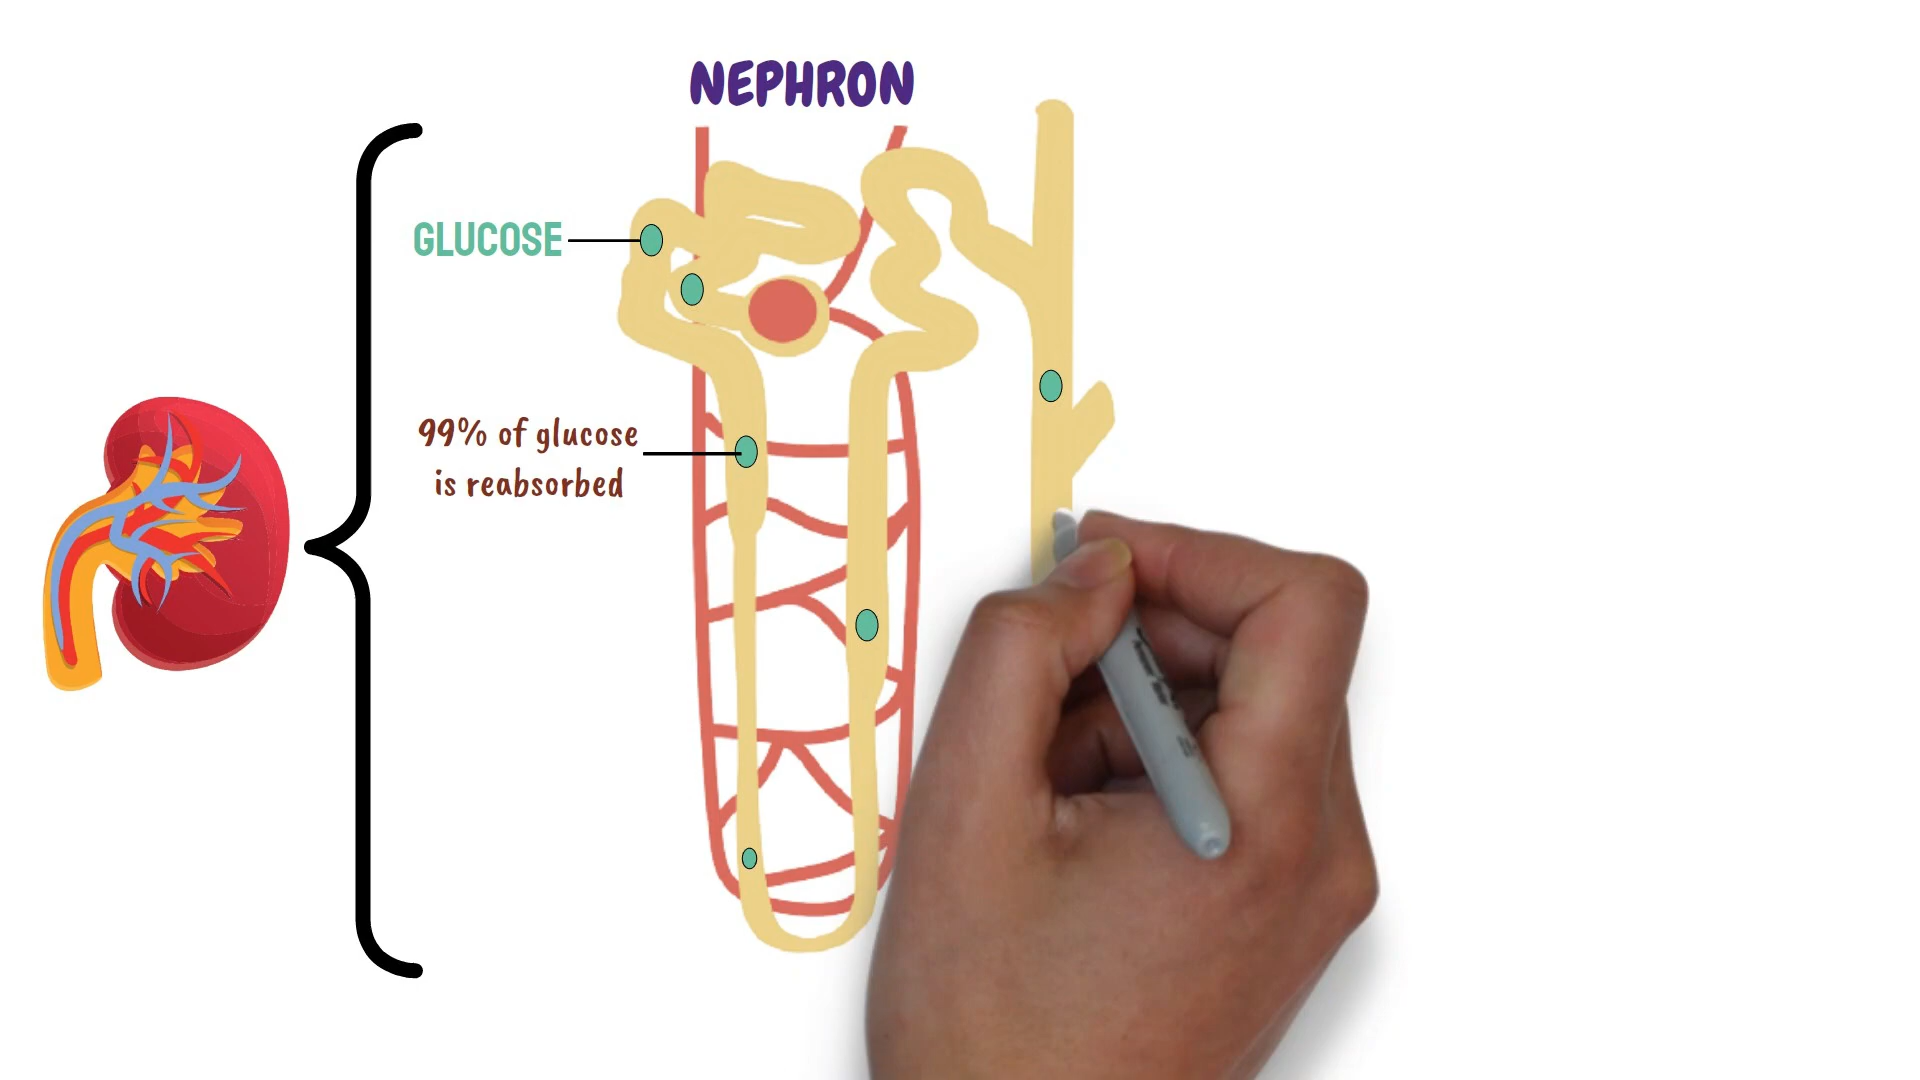 NEPHRON
GLUCOSE
99% of glucose
is reabsorbed